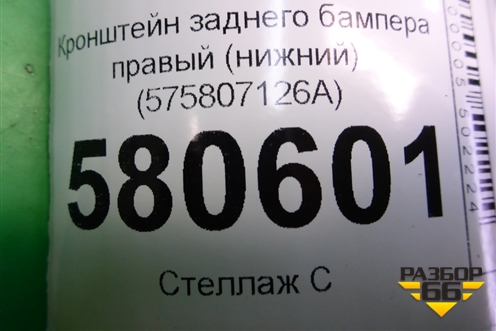 Кронштейн заднего бампера
правый (нижний)
(575807126A)
580601
Стеллаж С
РАЗБОР
66